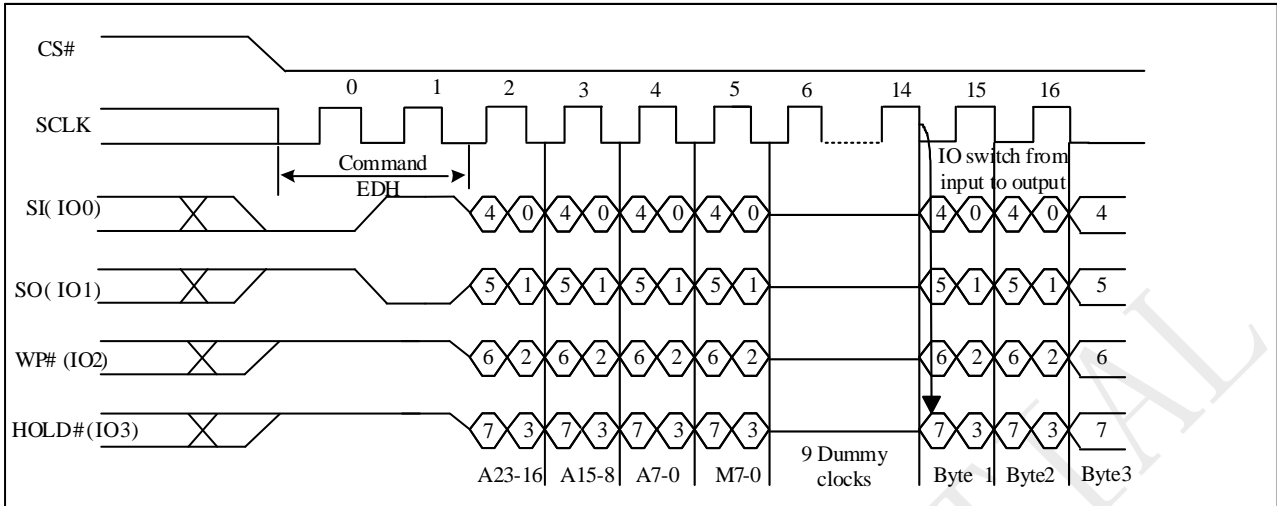 CS#
0 1 2 3 4 5 6 14 15 16
SCLK
Command
EDH
IO switch from
input to output
SI( IO0) 4 0 4 0 4 0 4 0 4 0 4 0 4
SO( IO1) 5 1 5 1 5 1 5 1 5 1 5 1 5
WP# (IO2) 6 2 6 2 6 2 6 2 6 2 6 2 6
HOLD# (IO3) 7 3 7 3 7 3 7 3 7 3 7 3 7
A23-16 A15-8 A7-0 M7-0
9 Dummy
clocks
Byte 1 Byte2 Byte3
TIAL